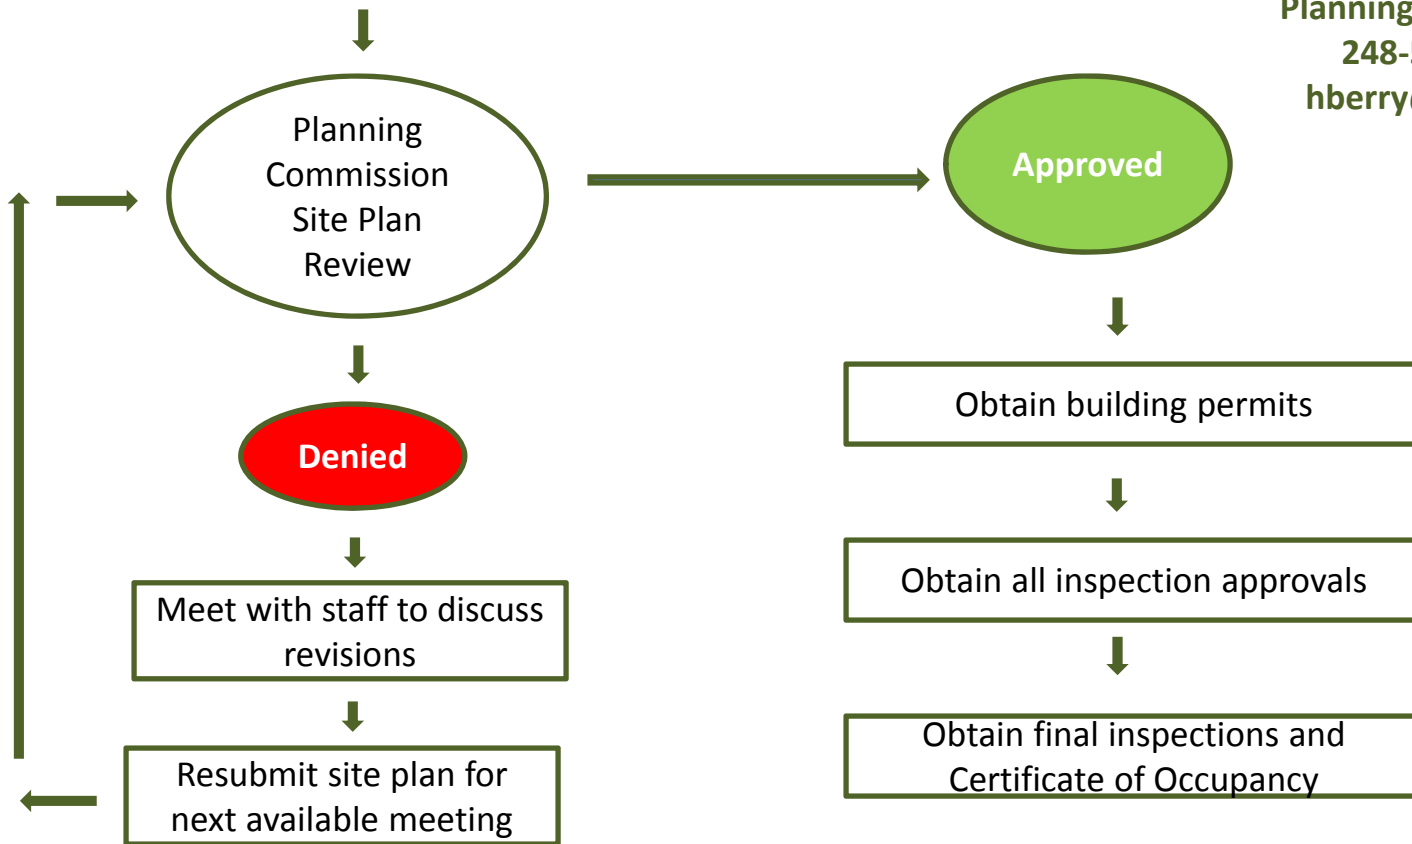 Planning
248-
hberry
Planning
Commission
Site Plan
Review
Approved
Denied
Meet with staff to discuss
revisions
Resubmit site plan for
next available meeting
Obtain building permits
Obtain all inspection approvals
Obtain final inspections and
Certificate of Occupancy